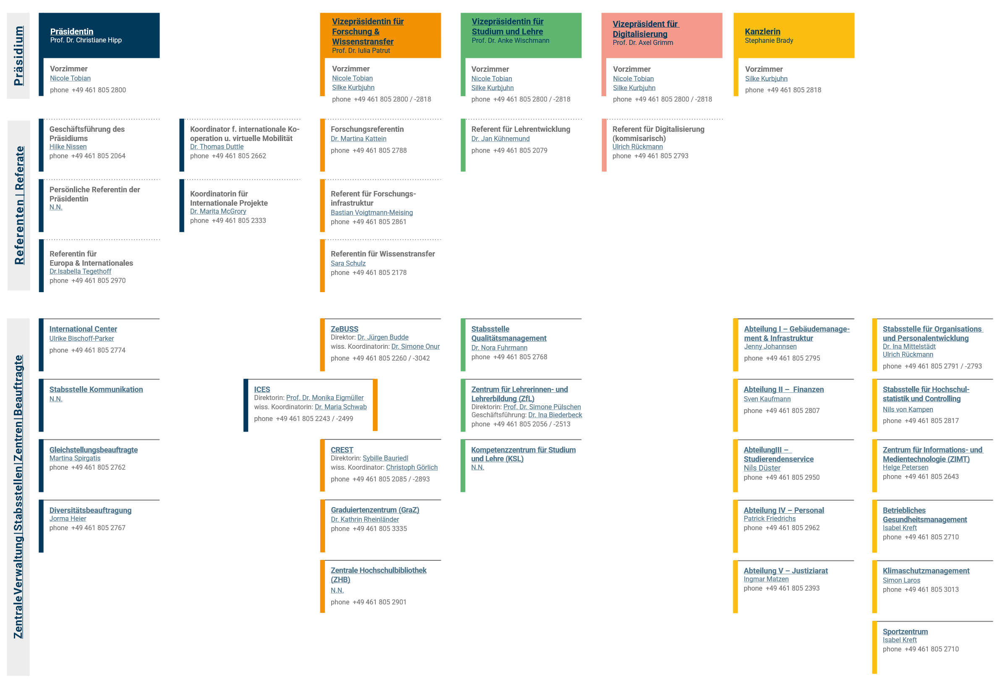 Präsidium
Präsidentin
Prof. Dr. Christiane Hipp
Vorzimmer
Nicole Tobian
phone +49 461 805 2800
Vizepräsidentin für
Forschung &
Wissenstransfer
Prof. Dr. Iulia Patrut
Vorzimmer
Nicole Tobian
Silke Kurbjuhn
phone +49 461 805 2800 / -2818
Vizepräsidentin für
Studium und Lehre
Prof. Dr. Anke Wischmann
Vorzimmer
Nicole Tobian
Silke Kurbjuhn
phone +49 461 805 2800 / -2818
Vizepräsident für
Digitalisierung
Prof. Dr. Axel Grimm
Vorzimmer
Nicole Tobian
Silke Kurbjuhn
phone +49 461 805 2800 / -2818
Kanzlerin
Stephanie Brady
Vorzimmer
Silke Kurbjuhn
phone +49 461 805 2818
Referenten | Referate
Geschäftsführung des
Präsidiums
Hilke Nissen
phone +49 461 805 2064
Koordinator f. internationale Ko-
operation u. virtuelle Mobilität
Dr. Thomas Duttle
phone +49 461 805 2662
Forschungsreferentin
Dr. Martina Kattein
phone +49 461 805 2788
Referent für Lehrentwicklung
Dr. Jan Kühnemund
phone +49 461 805 2079
Referent für Digitalisierung
(kommisarisch)
Ulrich Rückmann
phone +49 461 805 2793
Persönliche Referentin der
Präsidentin
N.N.
Koordinatorin für
Internationale Projekte
Dr. Marita McGrory
phone +49 461 805 2333
Referent für Forschungs-
infrastruktur
Bastian Voigtmann-Meising
phone +49 461 805 2861
Referentin für
Europa & Internationales
Dr.Isabella Tegethoff
phone +49 461 805 2970
Referentin für Wissenstransfer
Sara Schulz
phone +49 461 805 2178
Zentrale Verwaltung | Stabsstellen | Zentren | Beauftragte
International Center
Ulrike Bischoff-Parker
phone +49 461 805 2774
ZeBUSS
Direktor: Dr. Jürgen Budde
wiss. Koordinatorin: Dr. Simone Onur
phone +49 461 805 2260 / -3042
Stabsstelle
Qualitätsmanagement
Dr. Nora Fuhrmann
phone +49 461 805 2768
Abteilung I – Gebäudemanage-
ment & Infrastruktur
Jenny Johannsen
phone +49 461 805 2795
Stabsstelle für Organisations
und Personalentwicklung
Dr. Ina Mittelstädt
Ulrich Rückmann
phone +49 461 805 2791 / -2793
Stabsstelle Kommunikation
N.N.
ICES
Direktorin: Prof. Dr. Monika Eigmüller
wiss. Koordinatorin: Dr. Maria Schwab
phone +49 461 805 2243 / -2499
Zentrum für Lehrerinnen- und
Lehrerbildung (ZfL)
Direktorin: Prof. Dr. Simone Pülschen
Geschäftsführung: Dr. Ina Biederbeck
phone +49 461 805 2056 / -2513
Abteilung II – Finanzen
Sven Kaufmann
phone +49 461 805 2807
Stabsstelle für Hochschul-
statistik und Controlling
Nils von Kampen
phone +49 461 805 2817
Gleichstellungsbeauftragte
Martina Spirgatis
phone +49 461 805 2762
CREST
Direktorin: Sybille Bauriedl
wiss. Koordinator: Christoph Görlich
phone +49 461 805 2085 / -2893
Kompetenzzentrum für Studium
und Lehre (KSL)
N.N.
AbteilungIII –
Studierendenservice
Nils Düster
phone +49 461 805 2950
Zentrum für Informations- und
Medientechnologie (ZIMT)
Helge Petersen
phone +49 461 805 2643
Diversitätsbeauftragung
Jorma Heier
phone +49 461 805 2767
Graduiertenzentrum (GraZ)
Dr. Kathrin Rheinländer
phone +49 461 805 3335
Abteilung IV – Personal
Patrick Friedrichs
phone +49 461 805 2962
Betriebliches
Gesundheitsmanagement
Isabel Kreft
phone +49 461 805 2710
Zentrale Hochschulbibliothek
(ZHB)
N.N.
phone +49 461 805 2901
Abteilung V – Justiziarat
Ingmar Matzen
phone +49 461 805 2393
Klimaschutzmanagement
Simon Laros
phone +49 461 805 3013
Sportzentrum
Isabel Kreft
phone +49 461 805 2710